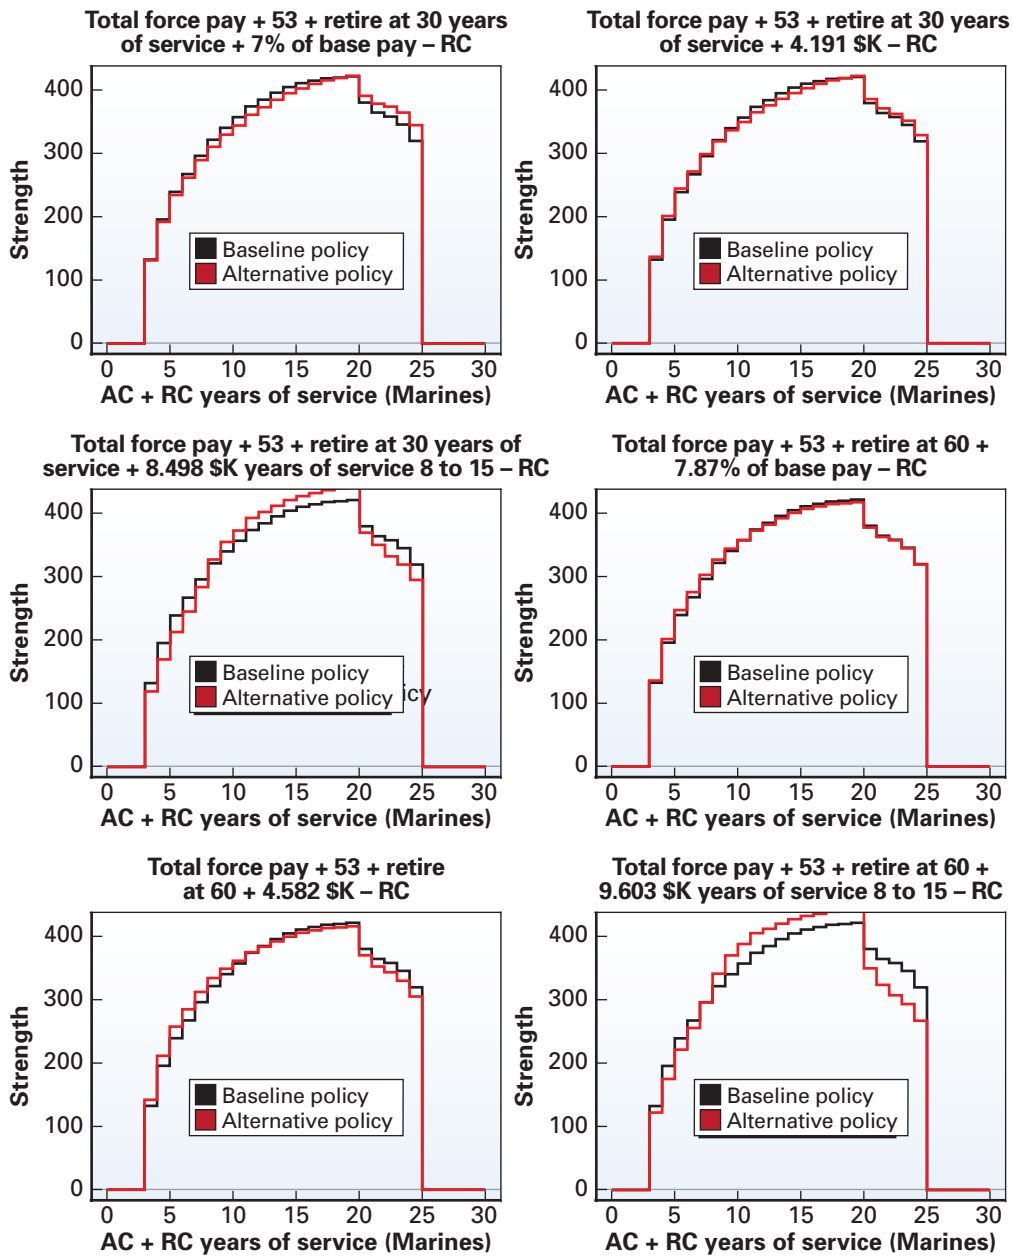 Total force pay + 53 + retire at 30 years
of service + 7% of base pay – RC
Strength
400
300
200
100
0
Baseline policy
Alternative policy
0 5 10 15 20 25 30
AC + RC years of service (Marines)
Total force pay + 53 + retire at 30 years
of service + 4.191 $K – RC
Strength
400
300
200
100
0
Baseline policy
Alternative policy
0 5 10 15 20 25 30
AC + RC years of service (Marines)
Total force pay + 53 + retire at 30 years of
service + 8.498 $K years of service 8 to 15 – RC
Strength
400
300
200
100
0
Baseline policy
Alternative policy
icy
0 5 10 15 20 25 30
AC + RC years of service (Marines)
Total force pay + 53 + retire at 60 +
7.87% of base pay – RC
Strength
400
300
200
100
0
Baseline policy
Alternative policy
0 5 10 15 20 25 30
AC + RC years of service (Marines)
Total force pay + 53 + retire
at 60 + 4.582 $K – RC
Strength
400
300
200
100
0
Baseline policy
Alternative policy
0 5 10 15 20 25 30
AC + RC years of service (Marines)
Total force pay + 53 + retire at 60 +
9.603 $K years of service 8 to 15 – RC
Strength
400
300
200
100
0
Baseline policy
Alternative policy
0 5 10 15 20 25 30
AC + RC years of service (Marines)